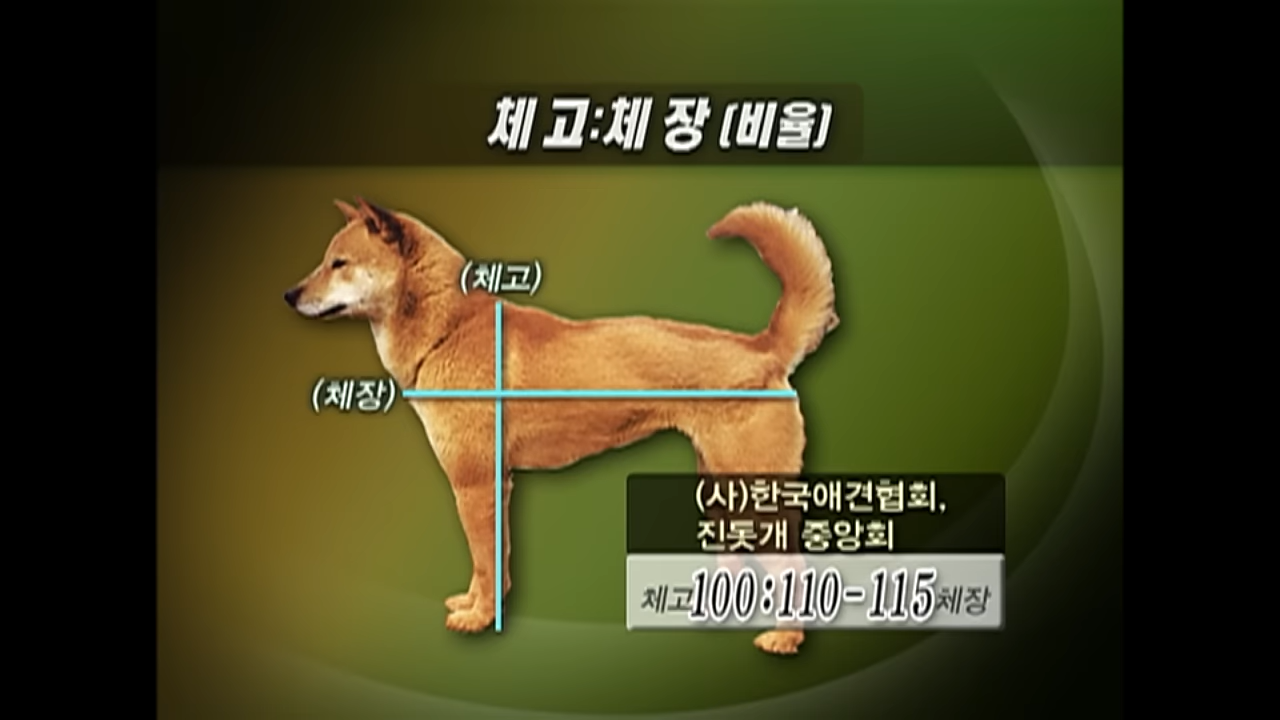 체고:체장(비율)
(체고)
(체장)
(사)한국애견협회,
진돗개 중앙회
체고100:110-115체장